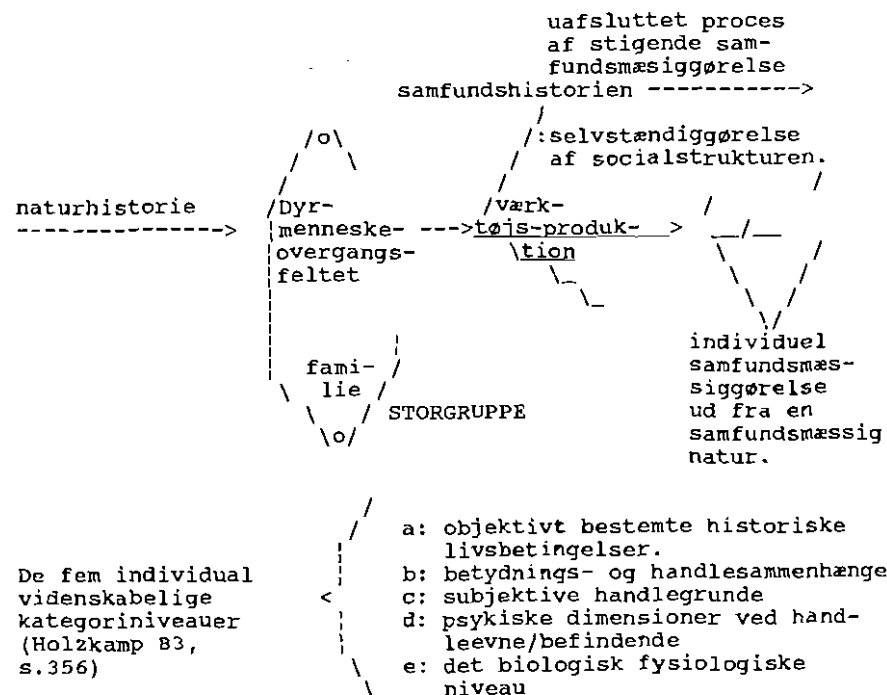 uafsluttet proces
af stigende sam-
fundsmæsiggørelse
samfundshistorien ----------->
:selvstændiggørelse
af socialstrukturen.
naturhistorie
-------------->
Dyr-
menneske-
overgangs-
feltet
--->
værk-
tøjs-produk-
tion
>
fami-
lie
STORGRUPPE
individuel
samfundsmæs-
siggørelse
ud fra en
samfundsmæssig
natur.
De fem individual
videnskabelige
kategoriniveauer
(Holzkamp 83,
s.356)
a: objektivt bestemte historiske
livsbetingelser.
b: betydnings- og handlesammenhænge
c: subjektive handlegrunde
d: psykiske dimensioner ved hand-
leevne/befindende
e: det biologisk fysiologiske
niveau